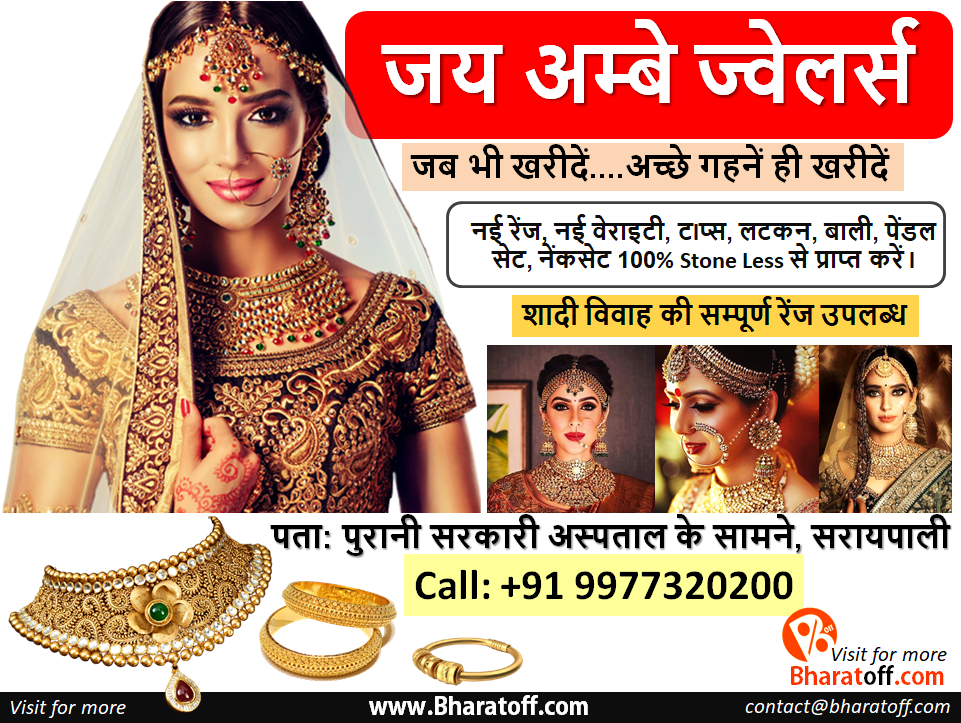 जय अम्बे ज्वेलर्स
जब भी खरीदें....अच्छे गहनें ही खरीदें
नई रेंज, नई वेराइटी, टाप्स, लटकन, बाली, पेंडल
सेट, नेंकसेट 100% Stone Less से प्राप्त करें।
शादी विवाह की सम्पूर्ण रेंज उपलब्ध
पता: पुरानी सरकारी अस्पताल के सामने, सरायपाली
Call: +91 9977320200
% off
Visit for more
Bharatoff.com
Visit for more
www.Bharatoff.com
contact@bharatoff.com